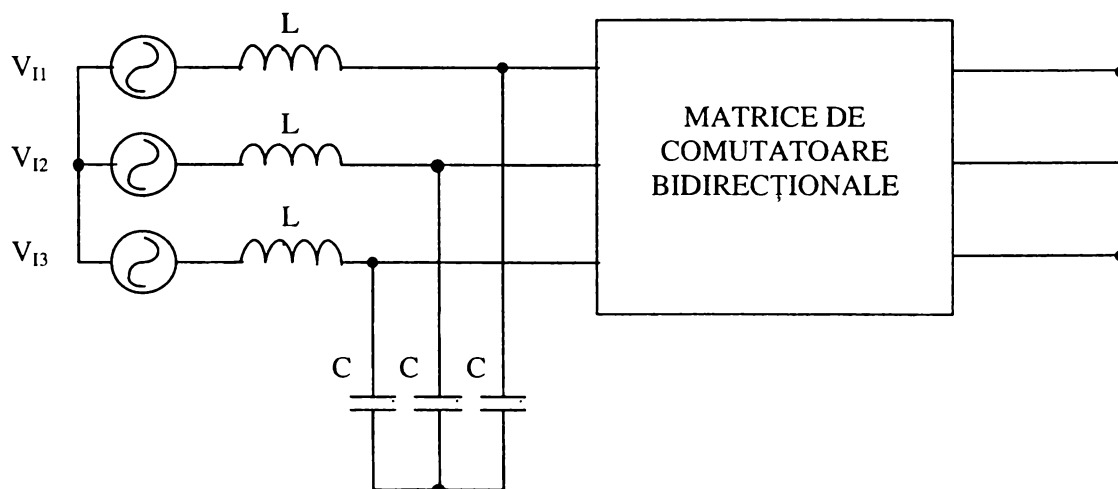 L
V_I1
L
V_I2
L
V_I3
MATRICE DE
COMUTATOARE
BIDIRECȚIONALE
C C C